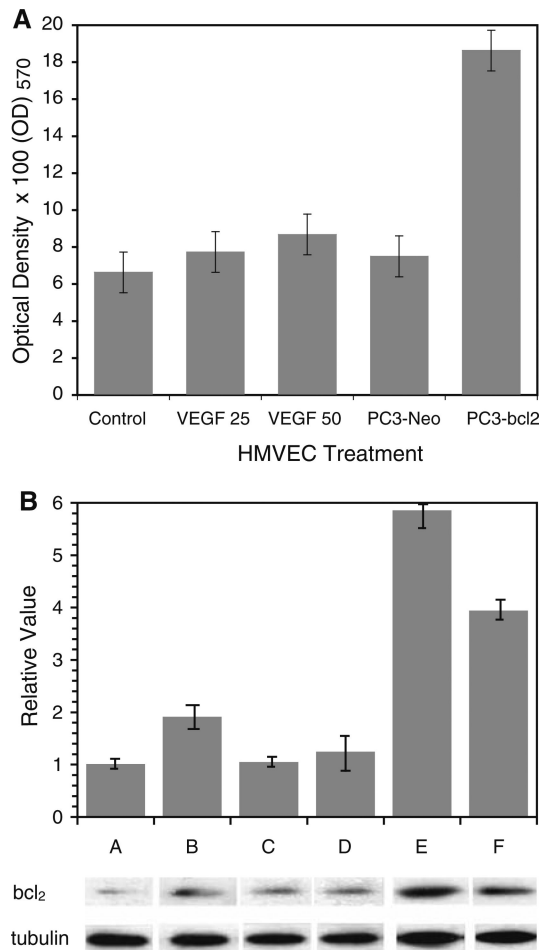 A
Optical Density x 100 (OD) 570
20
18
16
14
12
10
8
6
4
2
0
Control VEGF 25 VEGF 50 PC3-Neo PC3-bcl2
HMVEC Treatment
B
Relative Value
6
5
4
3
2
1
0
A B C D E F
bcl₂
tubulin